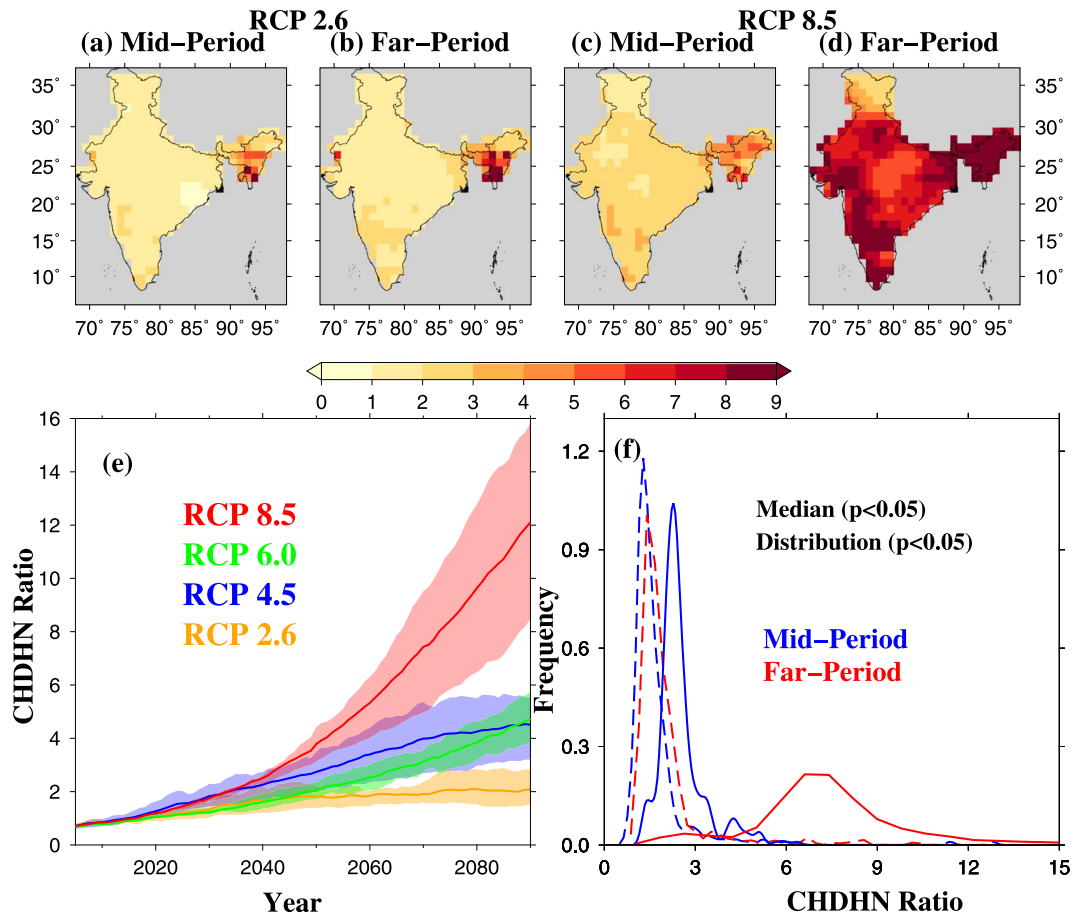 RCP 2.6
RCP 8.5
(a) Mid−Period
(b) Far−Period
(c) Mid−Period
(d) Far−Period
35˚
30˚
25˚
20˚
15˚
10˚
35˚
30˚
25˚
20˚
15˚
10˚
70˚ 75˚ 80˚ 85˚ 90˚ 95˚
70˚ 75˚ 80˚ 85˚ 90˚ 95˚
70˚ 75˚ 80˚ 85˚ 90˚ 95˚
70˚ 75˚ 80˚ 85˚ 90˚ 95˚
0 1 2 3 4 5 6 7 8 9
(e)
RCP 8.5
RCP 6.0
RCP 4.5
RCP 2.6
CHDHN Ratio
16
14
12
10
8
6
4
2
0
2020 2040 2060 2080
Year
(f)
Median (p<0.05)
Distribution (p<0.05)
Mid−Period
Far−Period
Frequency
1.2
0.9
0.6
0.3
0.0
0 3 6 9 12 15
CHDHN Ratio